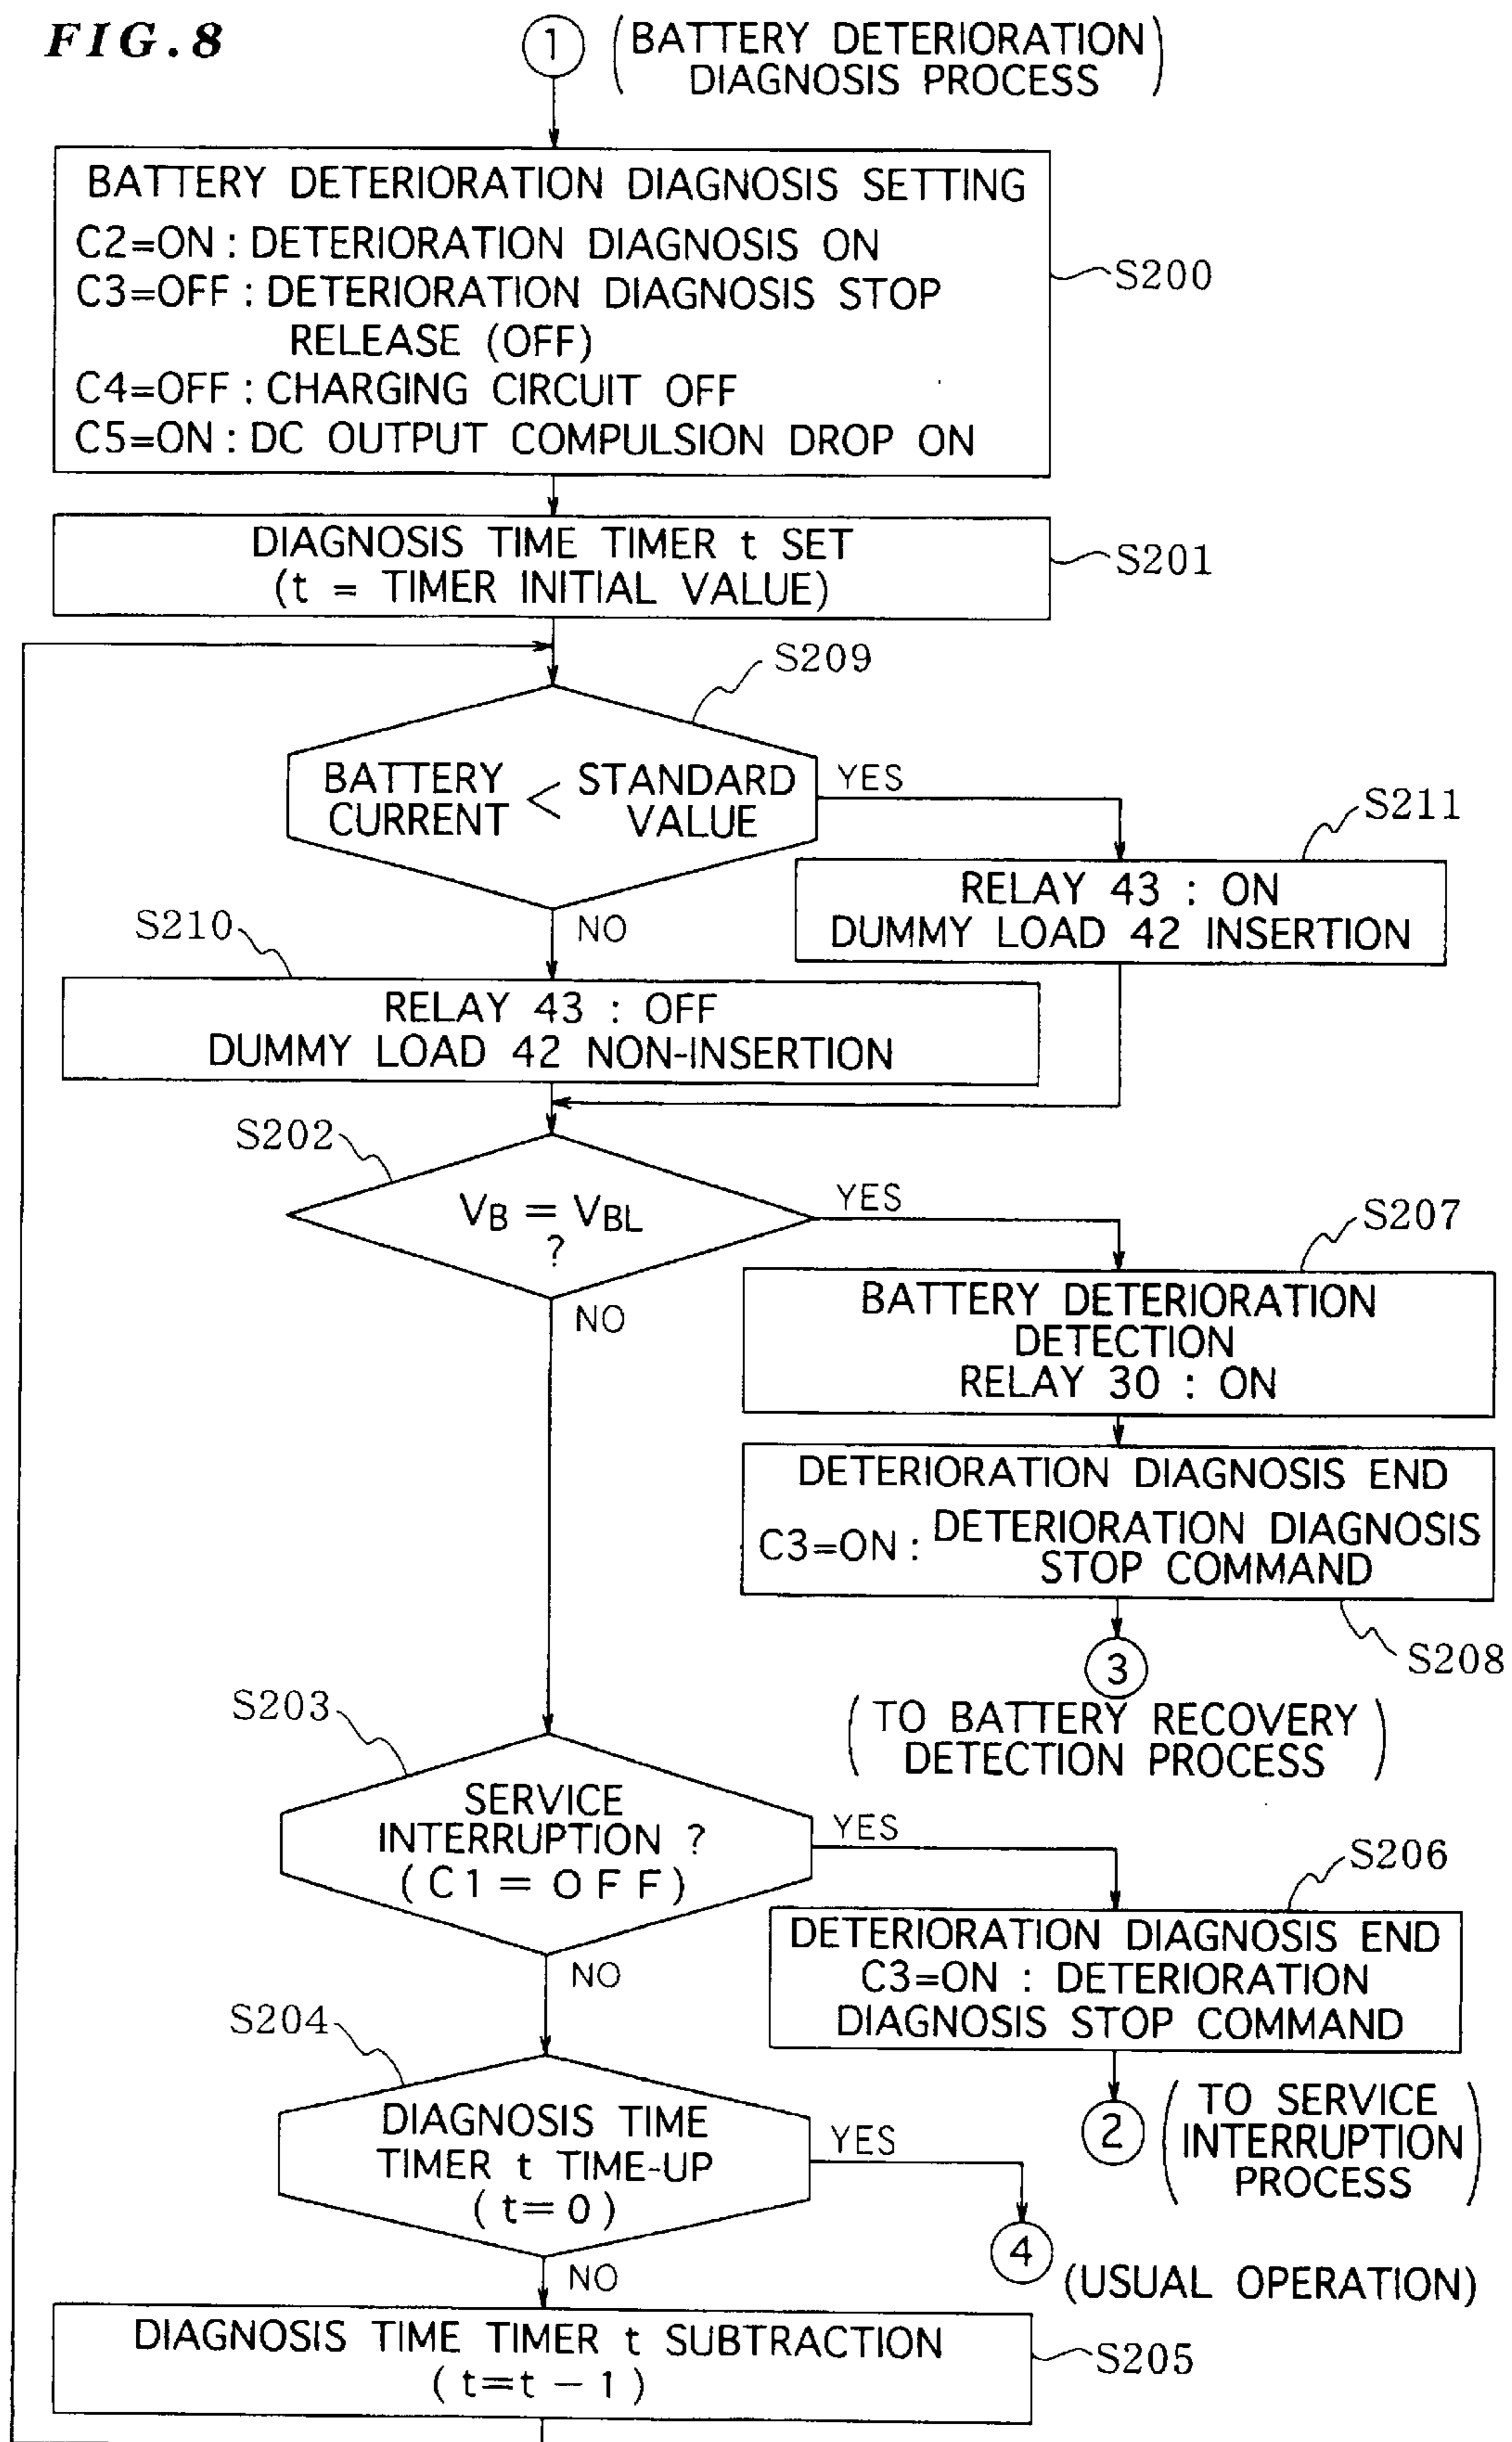 FIG.8
1
(BATTERY DETERIORATION
DIAGNOSIS PROCESS)
BATTERY DETERIORATION DIAGNOSIS SETTING
C2=ON : DETERIORATION DIAGNOSIS ON
C3=OFF : DETERIORATION DIAGNOSIS STOP
RELEASE (OFF)
C4=OFF : CHARGING CIRCUIT OFF
C5=ON : DC OUTPUT COMPULSION DROP ON
S200
DIAGNOSIS TIME TIMER t SET
(t = TIMER INITIAL VALUE)
S201
S209
BATTERY CURRENT < STANDARD VALUE
YES
NO
S211
RELAY 43 : ON
DUMMY LOAD 42 INSERTION
S210
RELAY 43 : OFF
DUMMY LOAD 42 NON-INSERTION
S202
VB = VBL
?
YES
NO
S207
BATTERY DETERIORATION
DETECTION
RELAY 30 : ON
DETERIORATION DIAGNOSIS END
C3=ON : DETERIORATION DIAGNOSIS
STOP COMMAND
S208
3
(TO BATTERY RECOVERY
DETECTION PROCESS)
S203
SERVICE
INTERRUPTION ?
(C1=OFF)
YES
NO
S206
DETERIORATION DIAGNOSIS END
C3=ON : DETERIORATION
DIAGNOSIS STOP COMMAND
2
(TO SERVICE
INTERRUPTION
PROCESS)
S204
DIAGNOSIS TIME
TIMER t TIME-UP
(t=0)
YES
NO
4
(USUAL OPERATION)
DIAGNOSIS TIME TIMER t SUBTRACTION
(t=t-1)
S205